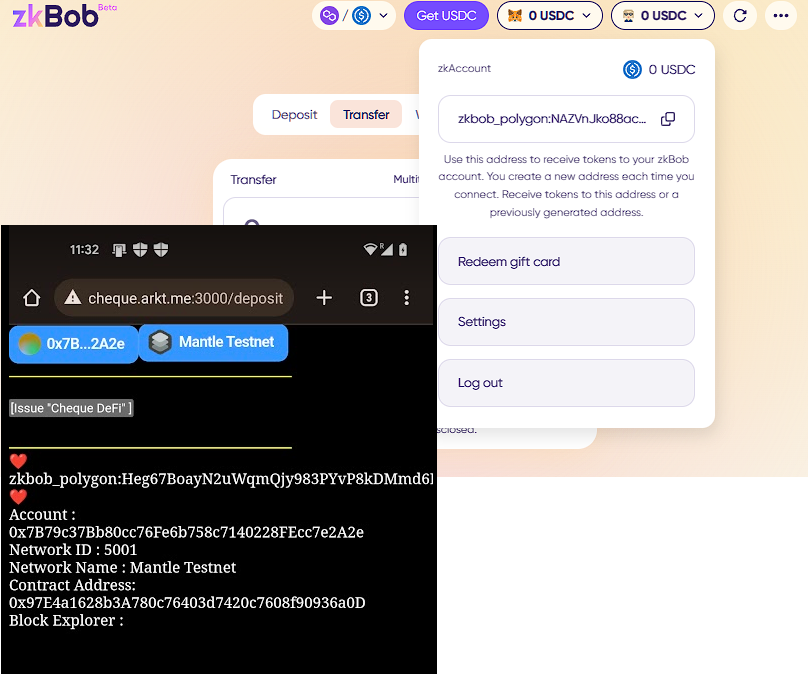 zkBob Beta
/
Get USDC
0 USDC
0 USDC
zkAccount
0 USDC
zkbob_polygon:NAZVnJko88ac...
Use this address to receive tokens to your zkBob
account. You create a new address each time you
connect. Receive tokens to this address or a
previously generated address.
Redeem gift card
Settings
Log out
Deposit
Transfer
Transfer
sclosed.
11:32
R
cheque.arkt.me:3000/deposit
3
0x7B...2A2e
Mantle Testnet
[Issue "Cheque DeFi" ]
zkbob_polygon:Heg67BoayN2uWqmQjy983PYvP8kDMmd6
Account :
0x7B79c37Bb80cc76Fe6b758c7140228FEcc7e2A2e
Network ID : 5001
Network Name : Mantle Testnet
Contract Address:
0x97E4a1628b3A780c76403d7420c7608f90936a0D
Block Explorer :